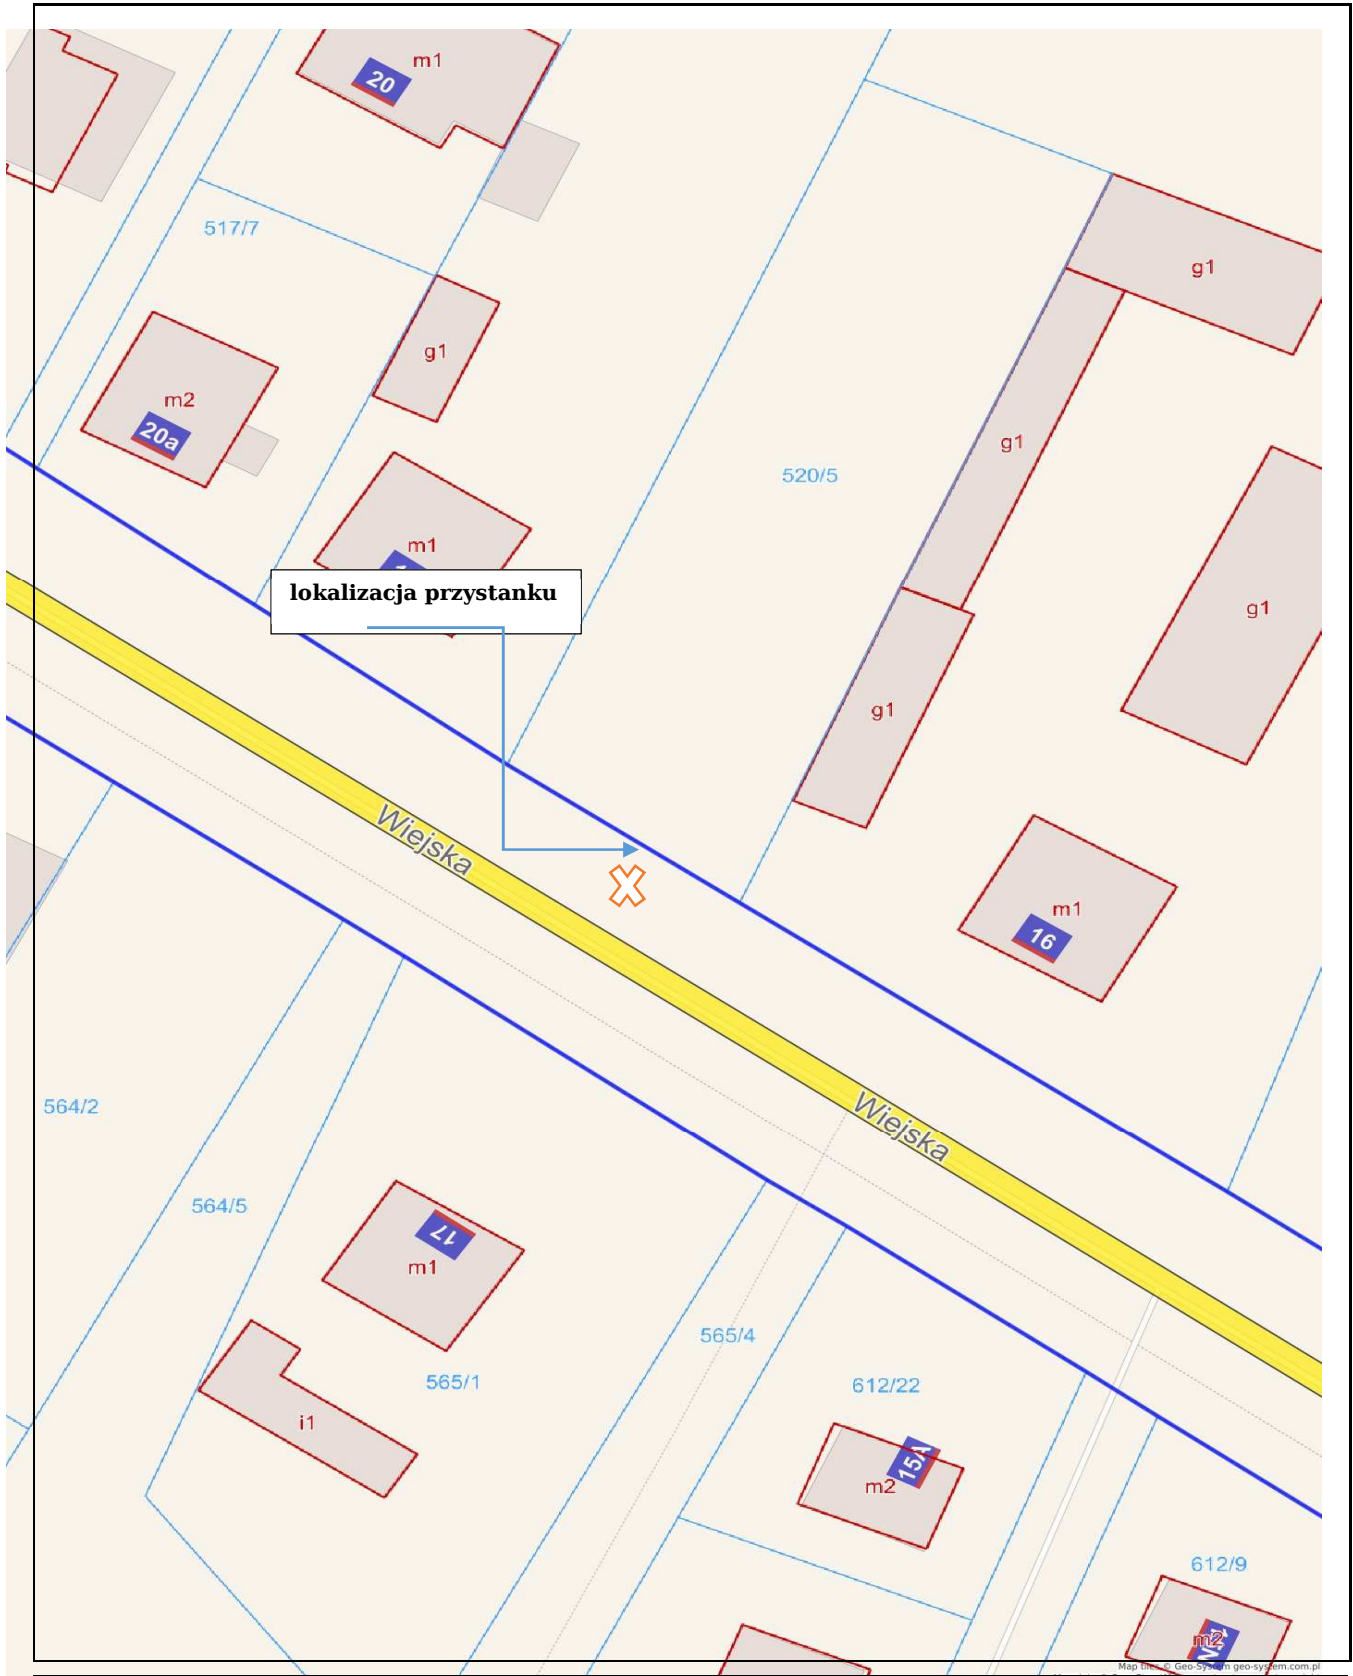 m1
20
517/7
g1
g1
m2
20a
g1
520/5
m1
lokalizacja przystanku
g1
g1
Wiejska
m1
16
564/2
Wiejska
564/5
17
m1
565/4
565/1
612/22
i1
15A
m2
612/9
m2
Map tiles © Geo-System geo-system.com.pl